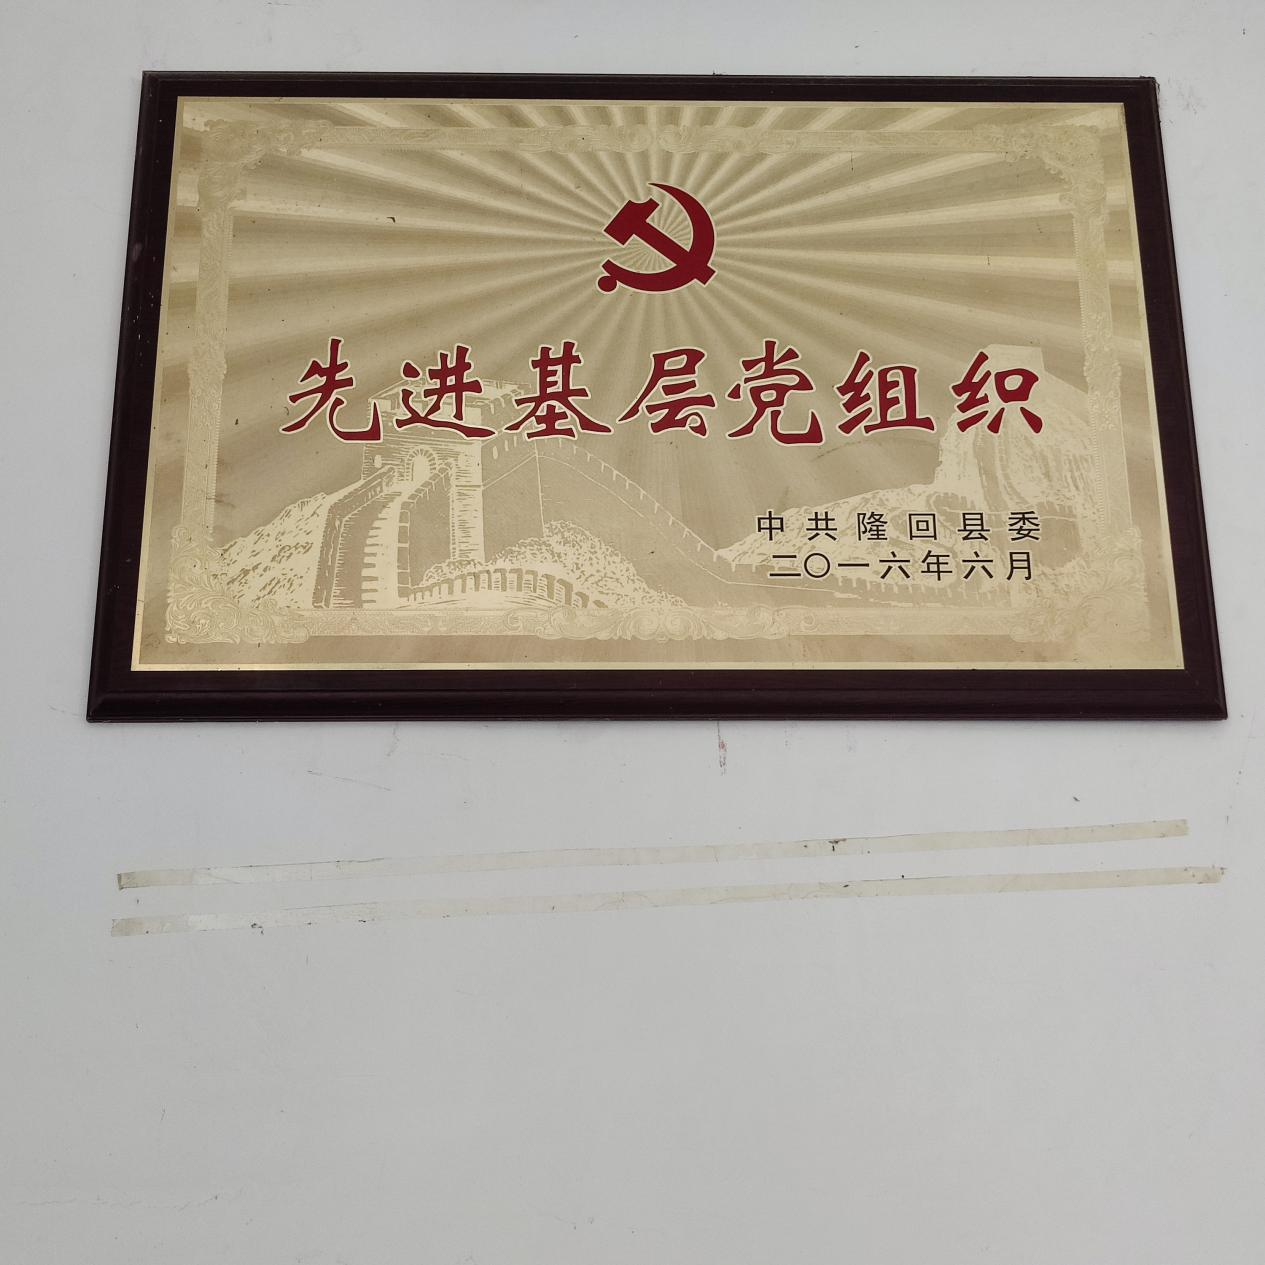 先进基层党组织
中共隆回县委
二〇一六年六月